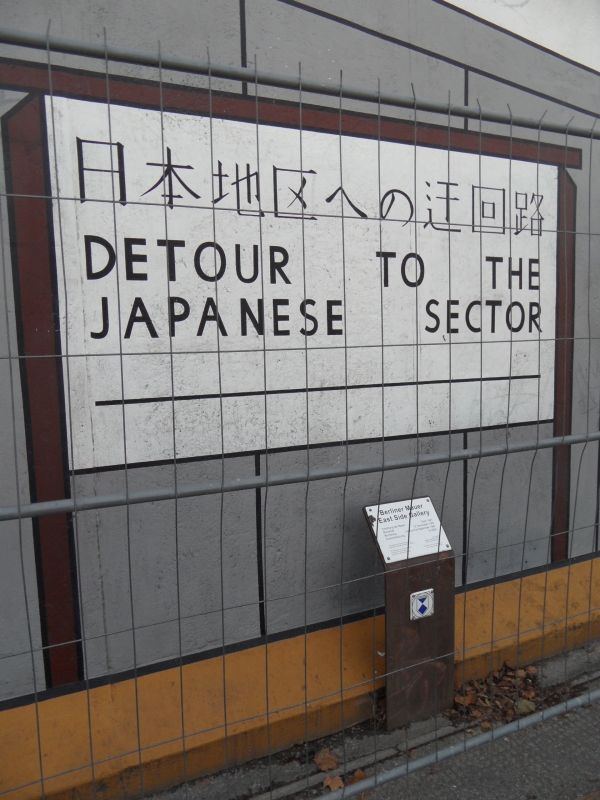 日本地区への迂回路
DETOUR TO THE
JAPANESE SECTOR
Berliner Mauer
East Side Gallery